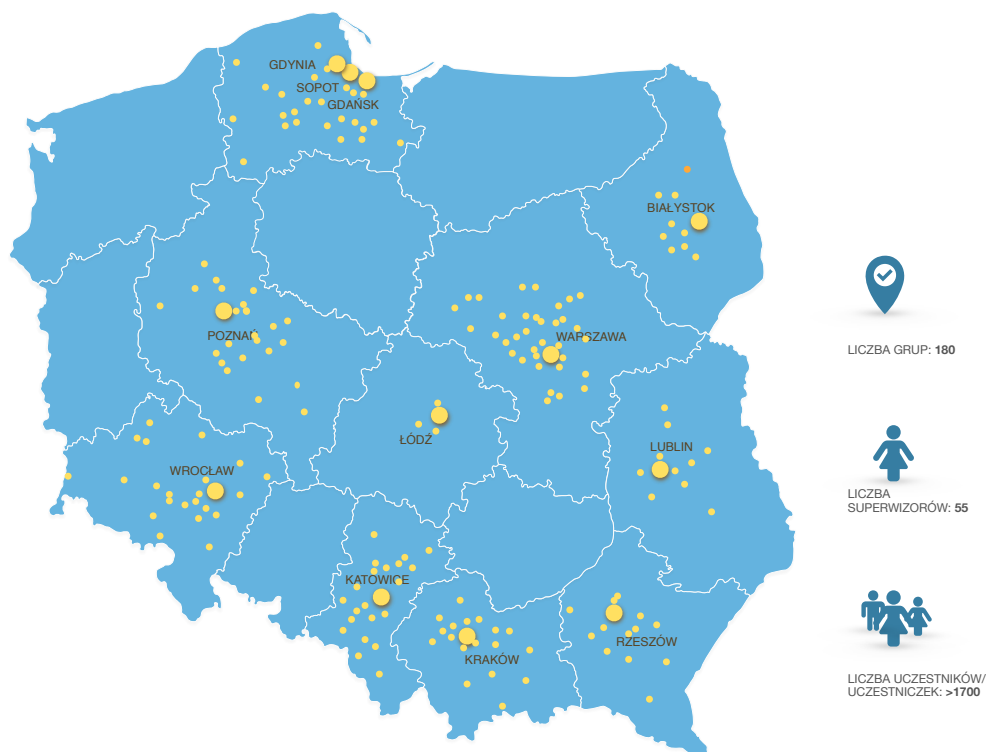 GDYNIA
SOPOT
GDAŃSK
BIAŁYSTOK
POZNAŃ
WARSZAWA
ŁÓDŹ
LUBLIN
WROCŁAW
KATOWICE
KRAKÓW
RZESZÓW
LICZBA GRUP: 180
LICZBA
SUPERWIZORÓW: 55
LICZBA UCZESTNIKÓW/
UCZESTNICZEK: >1700